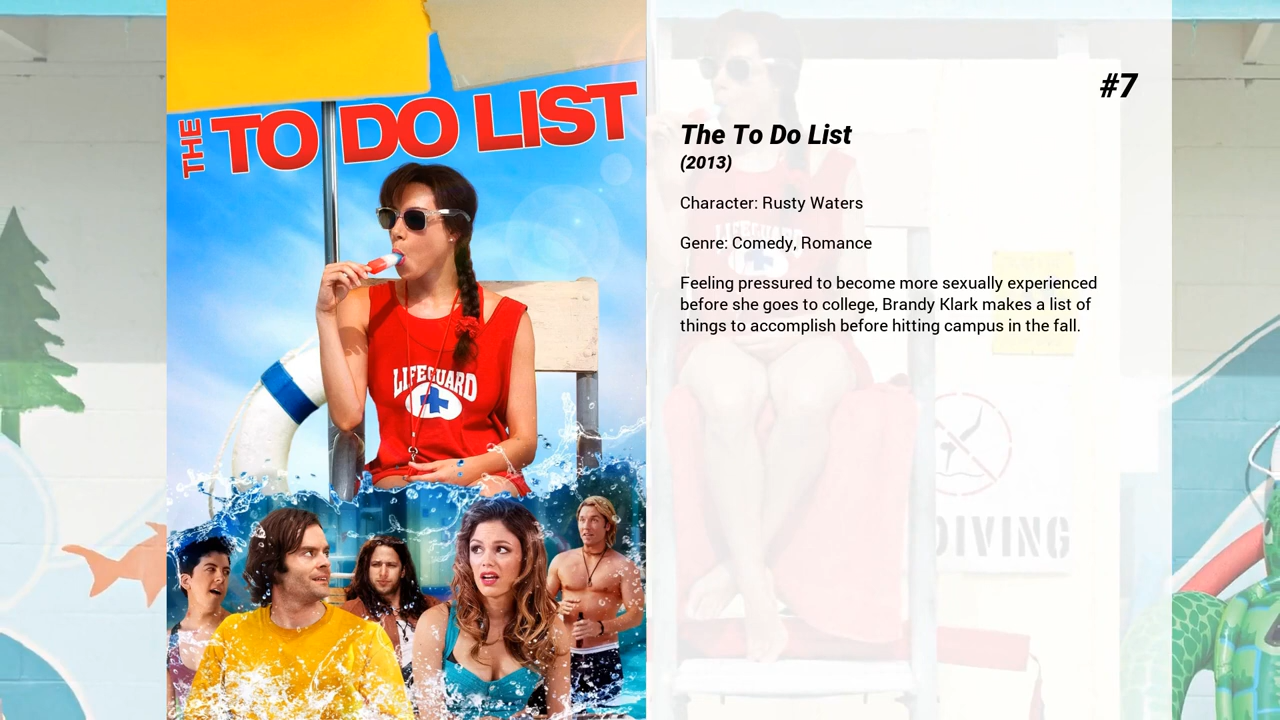 THE TO DO LIST
LIFEGUARD
#7
The To Do List
(2013)
Character: Rusty Waters
Genre: Comedy, Romance
Feeling pressured to become more sexually experienced
before she goes to college, Brandy Klark makes a list of
things to accomplish before hitting campus in the fall.
LIFEGUARD
DIVING